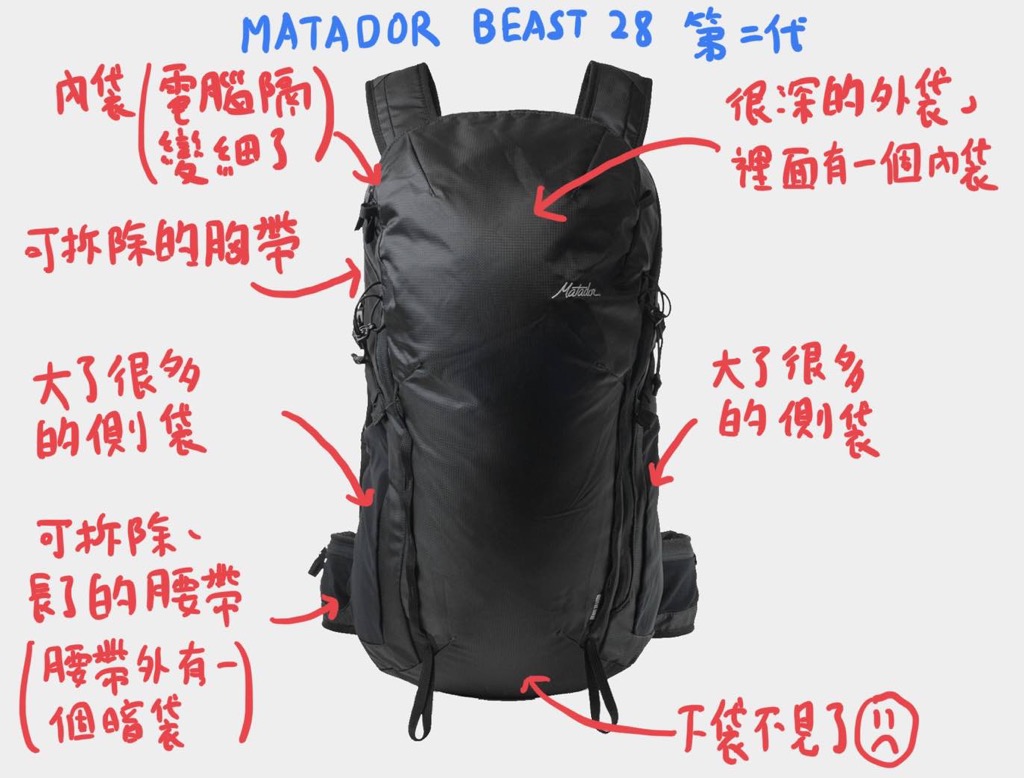 MATADOR BEAST 28 第二代
內袋(電腦隔
變細了)
很深的外袋，
裡面有一個內袋
可拆除的胸帶
Matador
大了很多
的側袋
大了很多
的側袋
可拆除、
長了的腰帶
(腰帶外有一
個暗袋)
下袋不見了